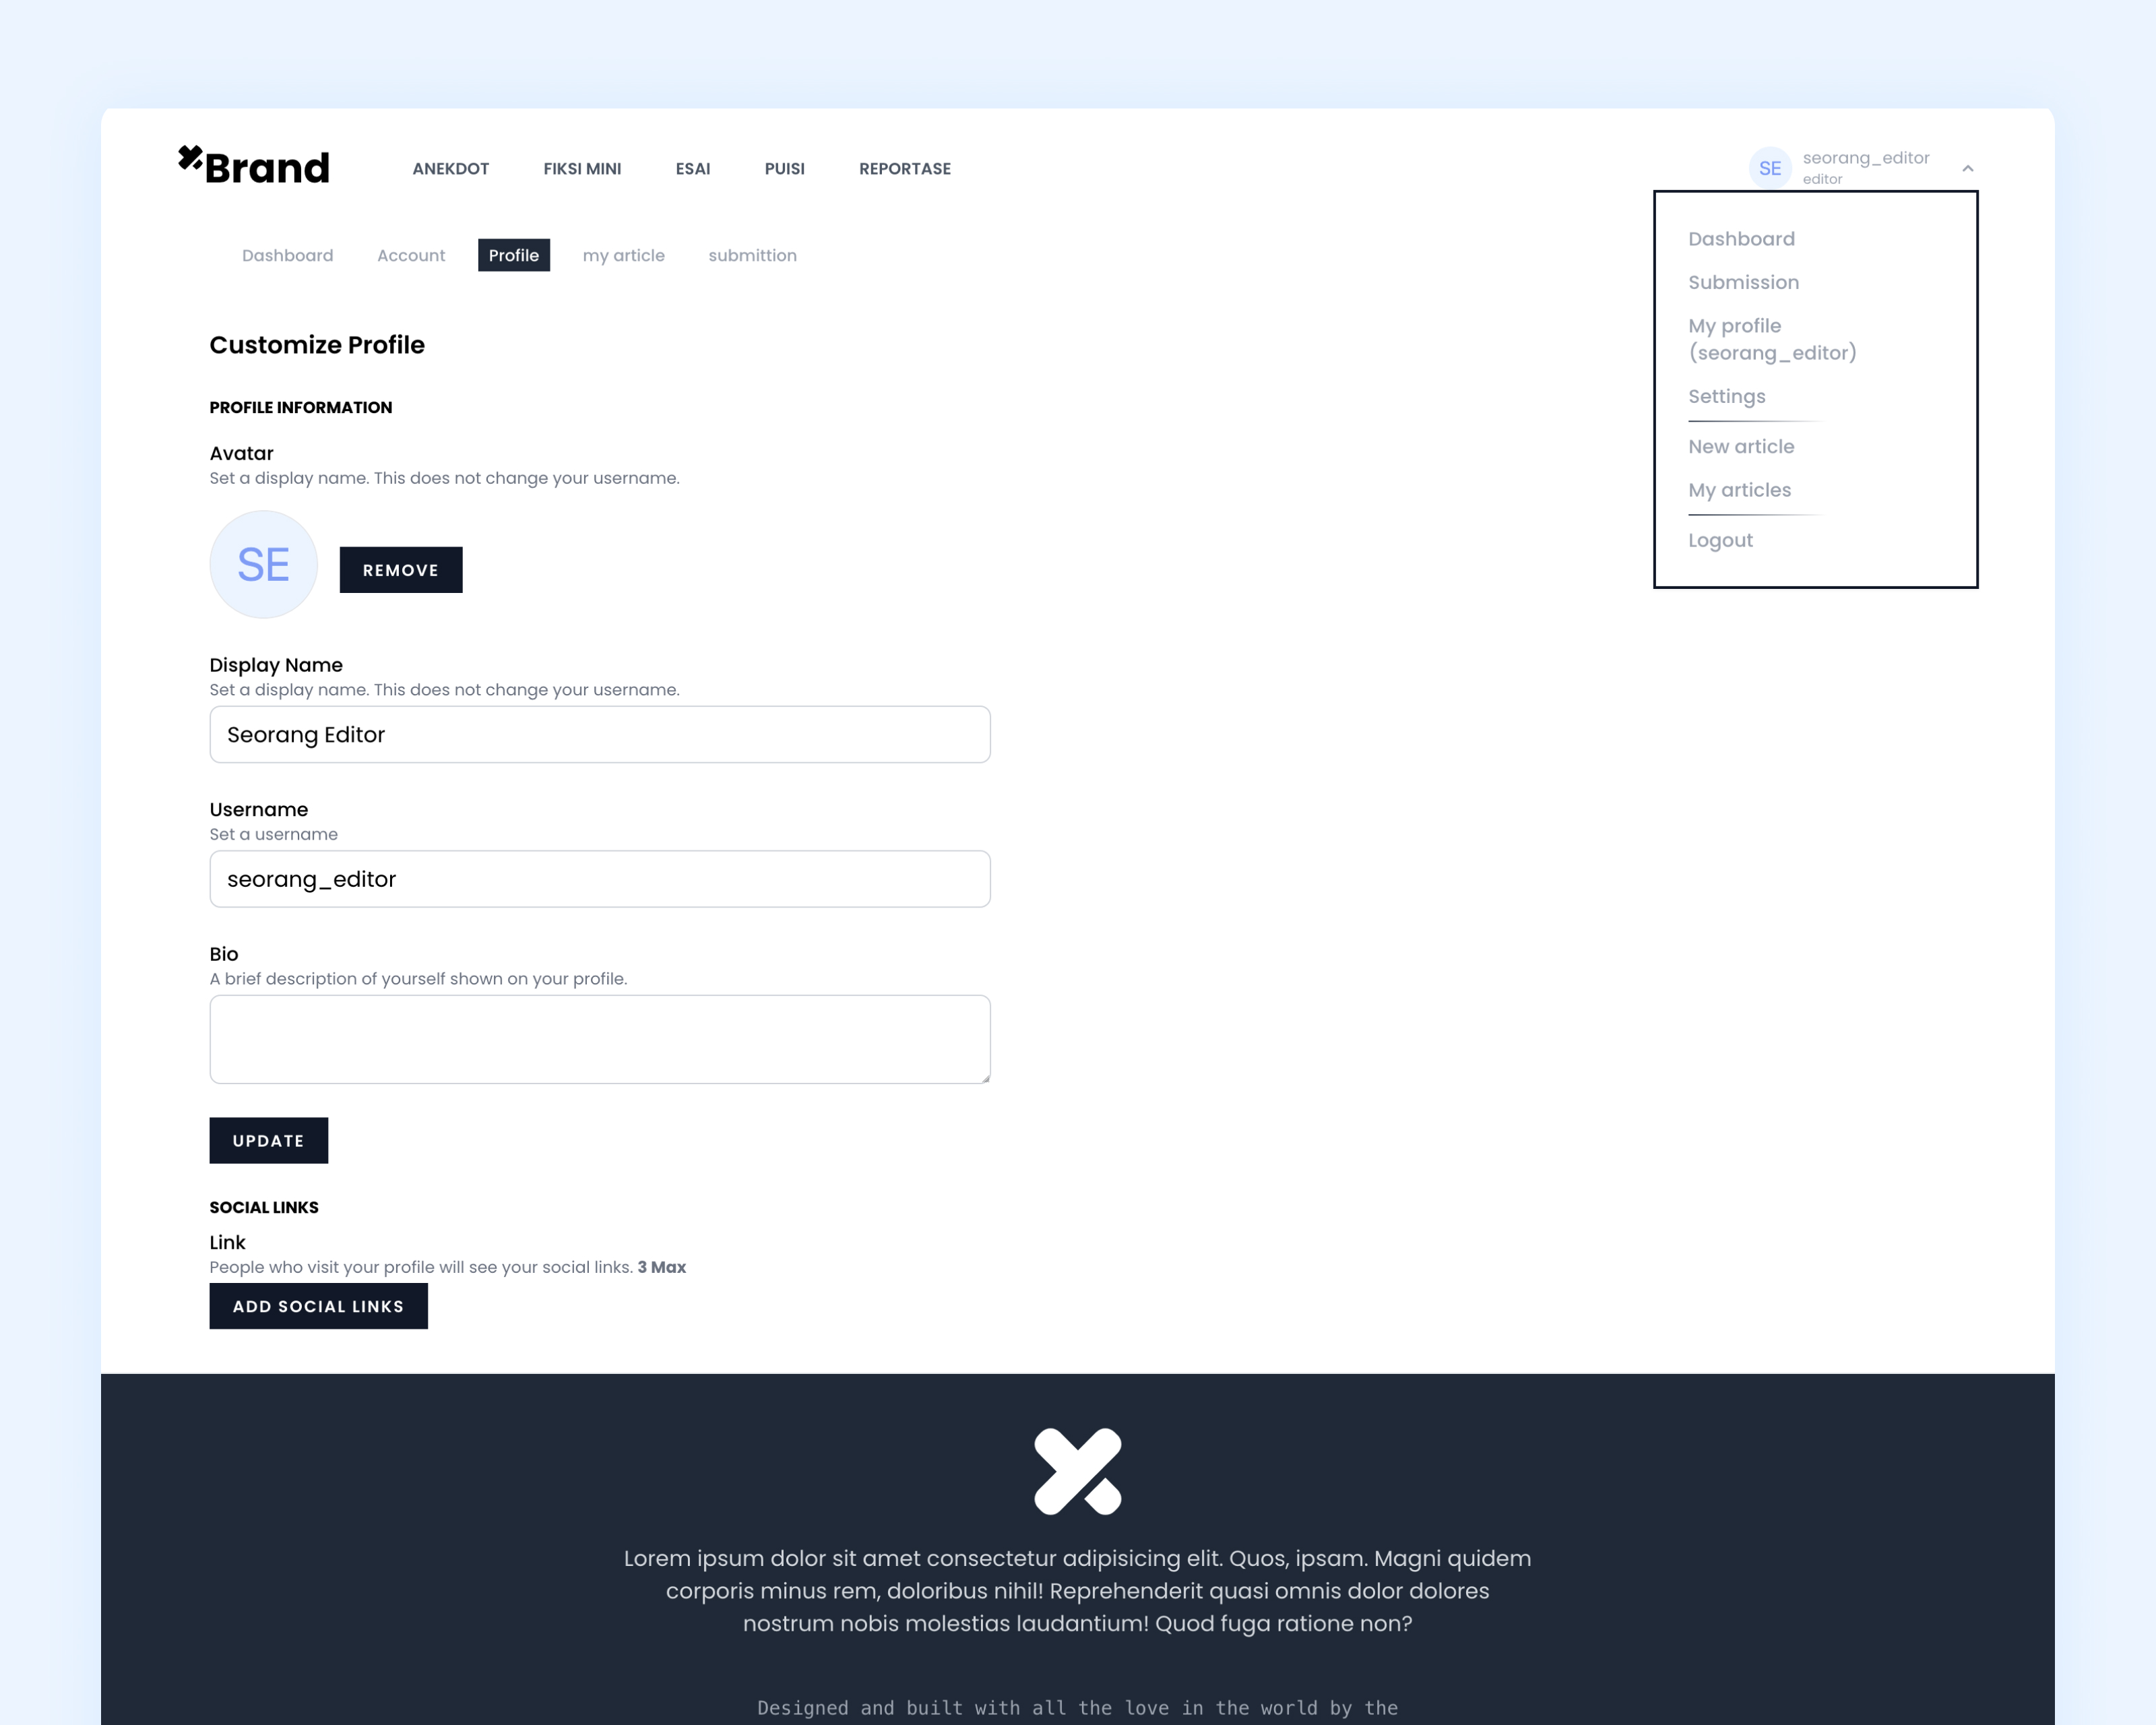 Brand
ANEKDOT FIKSI MINI ESAI PUISI REPORTASE
SE seorang_editor
editor
Dashboard Account Profile my article submittion
Dashboard
Submission
My profile
(seorang_editor)
Settings
New article
My articles
Logout
Customize Profile
PROFILE INFORMATION
Avatar
Set a display name. This does not change your username.
SE REMOVE
Display Name
Set a display name. This does not change your username.
Seorang Editor
Username
Set a username
seorang_editor
Bio
A brief description of yourself shown on your profile.
UPDATE
SOCIAL LINKS
Link
People who visit your profile will see your social links. 3 Max
ADD SOCIAL LINKS
Lorem ipsum dolor sit amet consectetur adipisicing elit. Quos, ipsam. Magni quidem
corporis minus rem, doloribus nihil! Reprehenderit quasi omnis dolor dolores
nostrum nobis molestias laudantium! Quod fuga ratione non?
Designed and built with all the love in the world by the